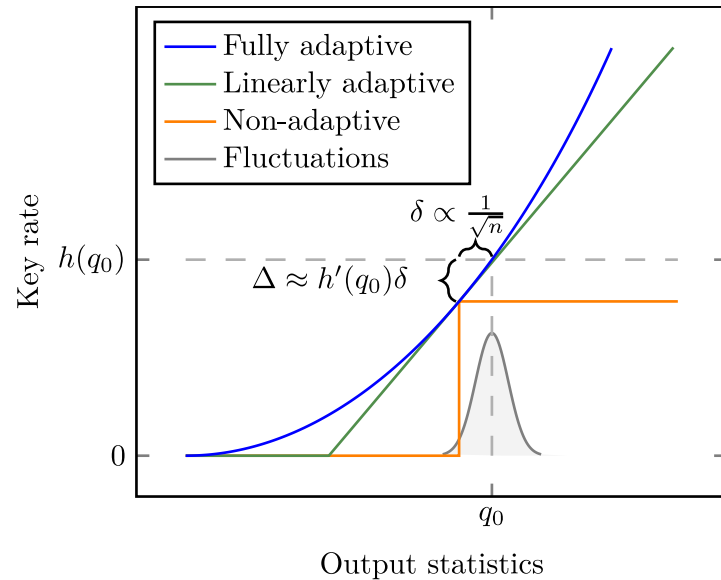 Fully adaptive
Linearly adaptive
Non-adaptive
Fluctuations
δ ∝ 1/√n
h(q₀)
Δ ≈ h′(q₀)δ
Key rate
0
q₀
Output statistics